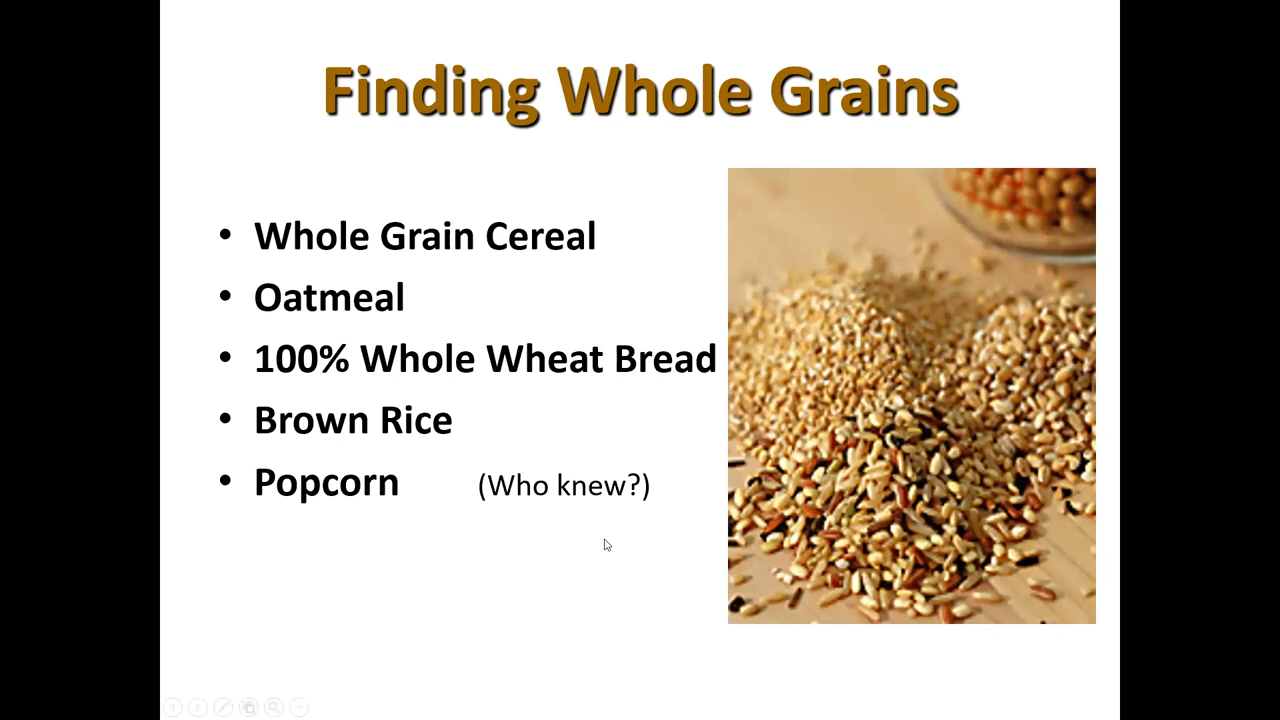 Finding Whole Grains
• Whole Grain Cereal
• Oatmeal
• 100% Whole Wheat Bread
• Brown Rice
• Popcorn (Who knew?)